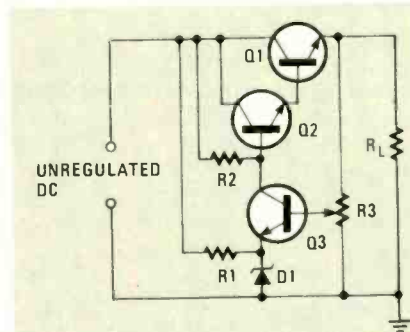 Q1
Q2
UNREGULATED
DC
R2
Q3
R1
D1
R3
RL